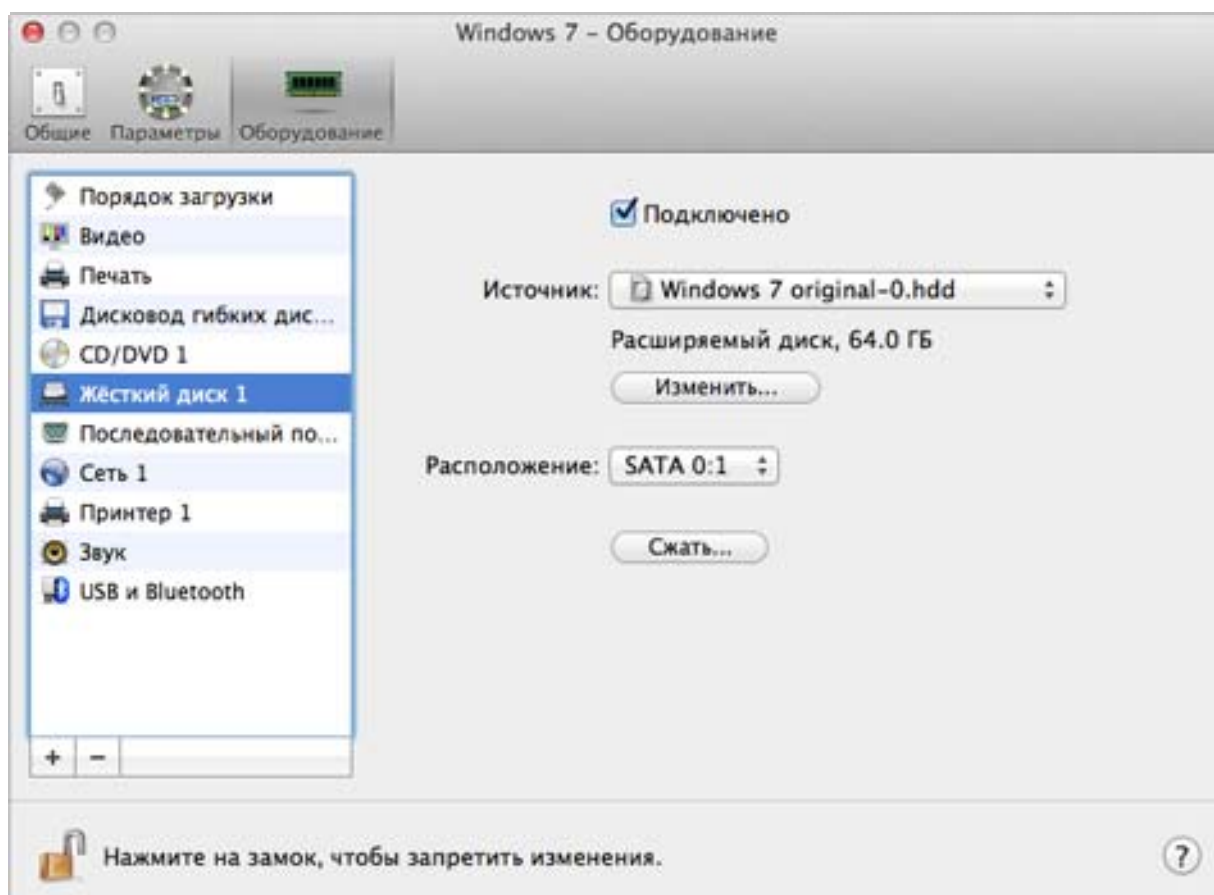 Windows 7 – Оборудование
Общие
Параметры
Оборудование
Порядок загрузки
Видео
Печать
Дисковод гибких дис...
CD/DVD 1
Жёсткий диск 1
Последовательный по...
Сеть 1
Принтер 1
Звук
USB и Bluetooth
Подключено
Источник: Windows 7 original-0.hdd
Расширяемый диск, 64.0 ГБ
Изменить...
Расположение: SATA 0:1
Сжать...
+ −
Нажмите на замок, чтобы запретить изменения.
?